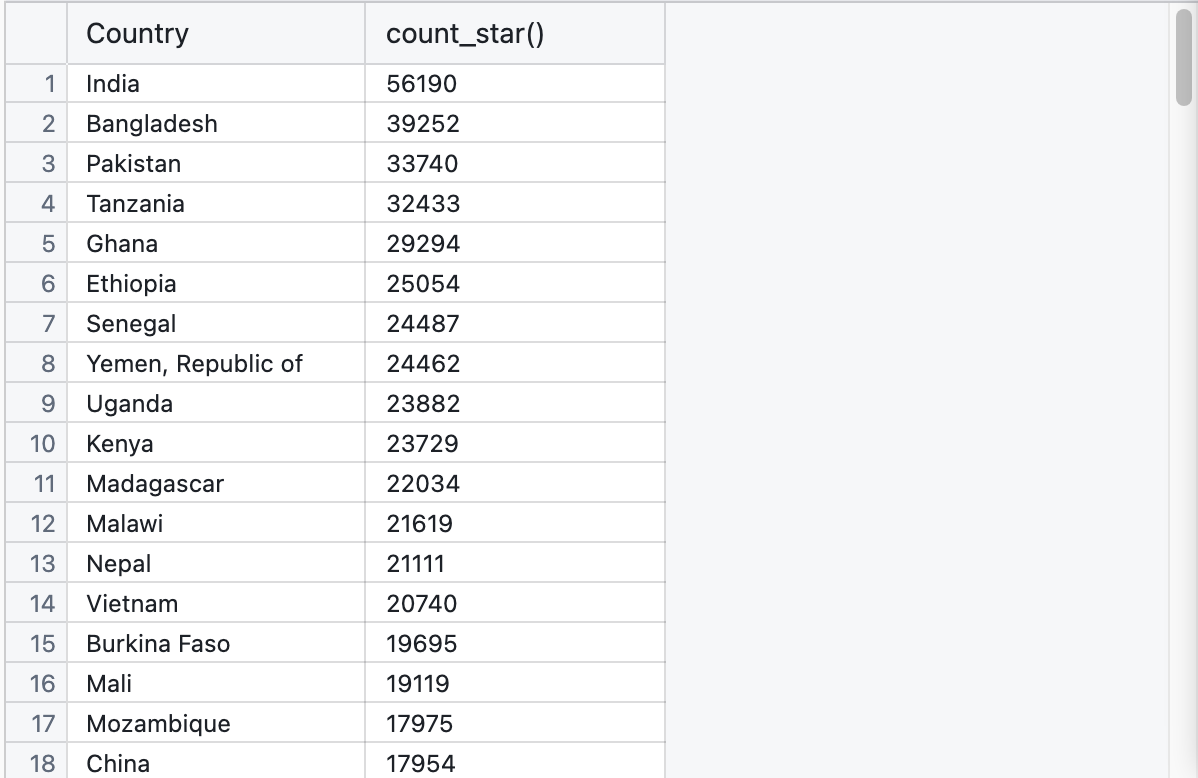 Country count_star()
1 India 56190
2 Bangladesh 39252
3 Pakistan 33740
4 Tanzania 32433
5 Ghana 29294
6 Ethiopia 25054
7 Senegal 24487
8 Yemen, Republic of 24462
9 Uganda 23882
10 Kenya 23729
11 Madagascar 22034
12 Malawi 21619
13 Nepal 21111
14 Vietnam 20740
15 Burkina Faso 19695
16 Mali 19119
17 Mozambique 17975
18 China 17954